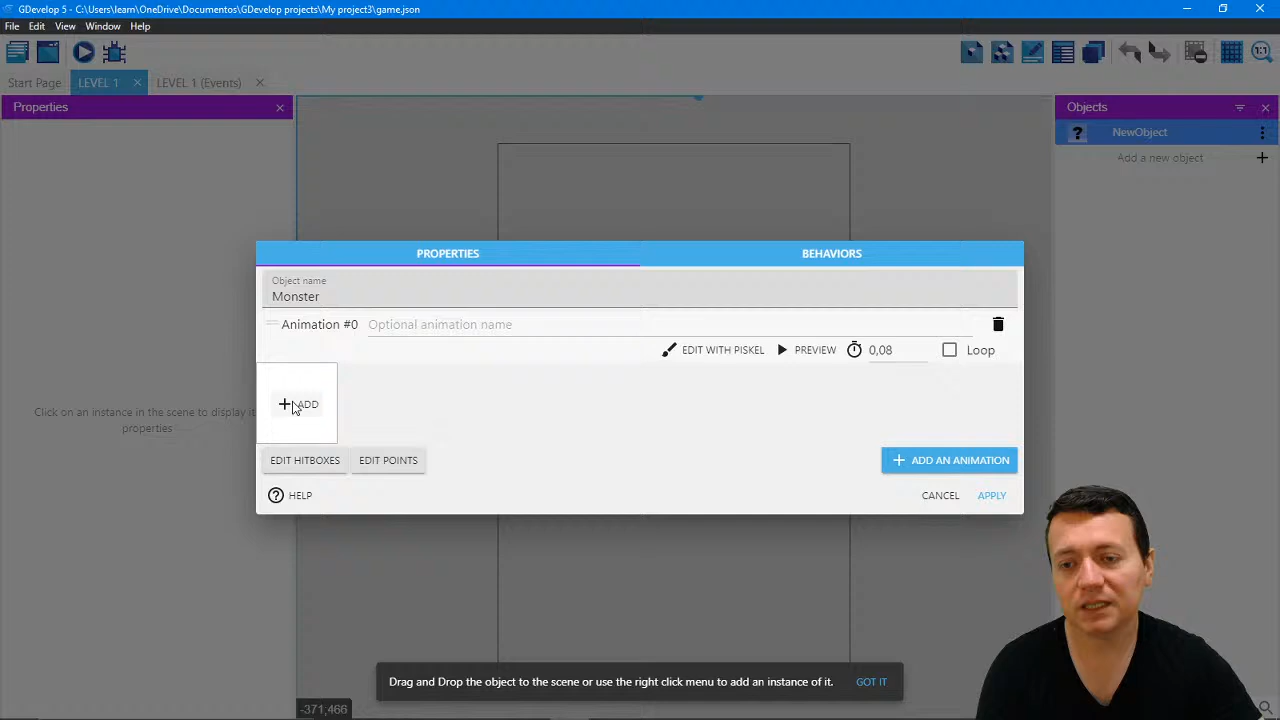 GDevelop 5 - C:\Users\learn\OneDrive\Documentos\GDevelop projects\My project3\game.json
File Edit View Window Help
1:1
Start Page LEVEL 1 LEVEL 1 (Events)
Properties
Objects
NewObject
Add a new object
Click on an instance in the scene to display it
properties
PROPERTIES BEHAVIORS
Object name
Monster
Animation #0 Optional animation name
EDIT WITH PISKEL PREVIEW 0,08 Loop
ADD
EDIT HITBOXES EDIT POINTS ADD AN ANIMATION
HELP CANCEL APPLY
Drag and Drop the object to the scene or use the right click menu to add an instance of it. GOT IT
-371,466